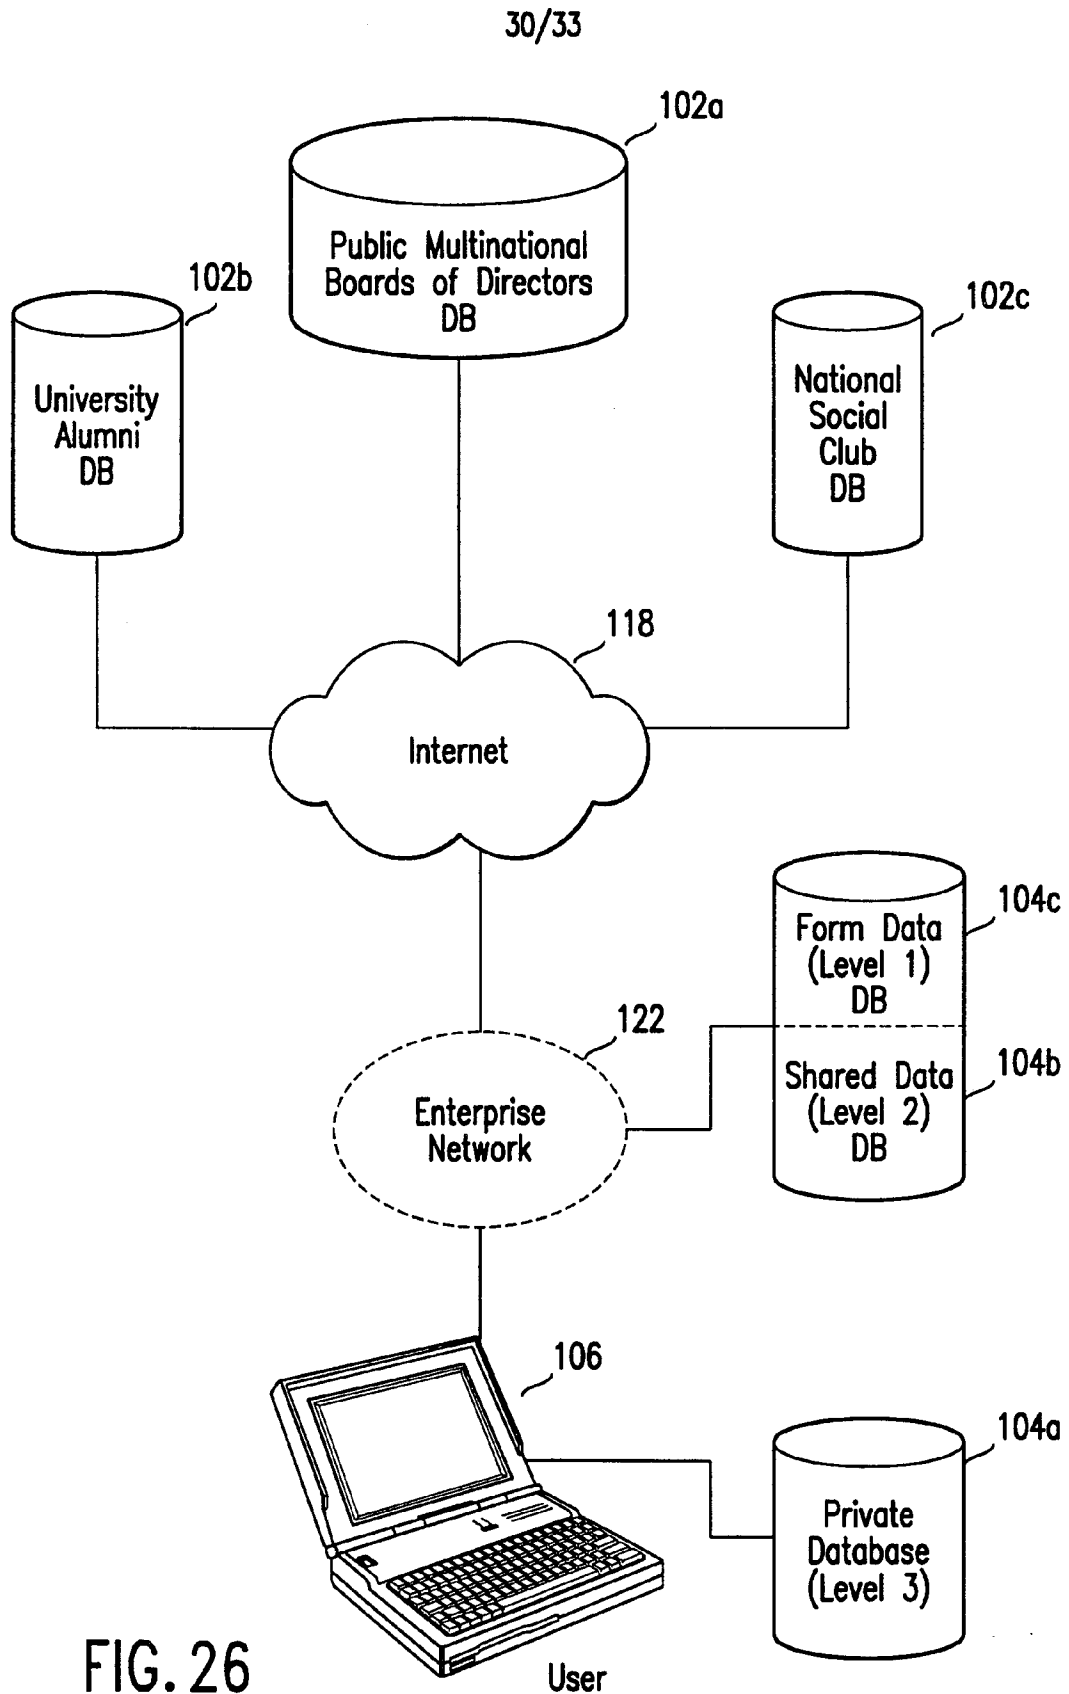 30/33
102a
Public Multinational
Boards of Directors
DB
102b
University
Alumni
DB
102c
National
Social
Club
DB
118
Internet
104c
Form Data
(Level 1)
DB
122
Enterprise
Network
104b
Shared Data
(Level 2)
DB
106
104a
Private
Database
(Level 3)
User
FIG. 26